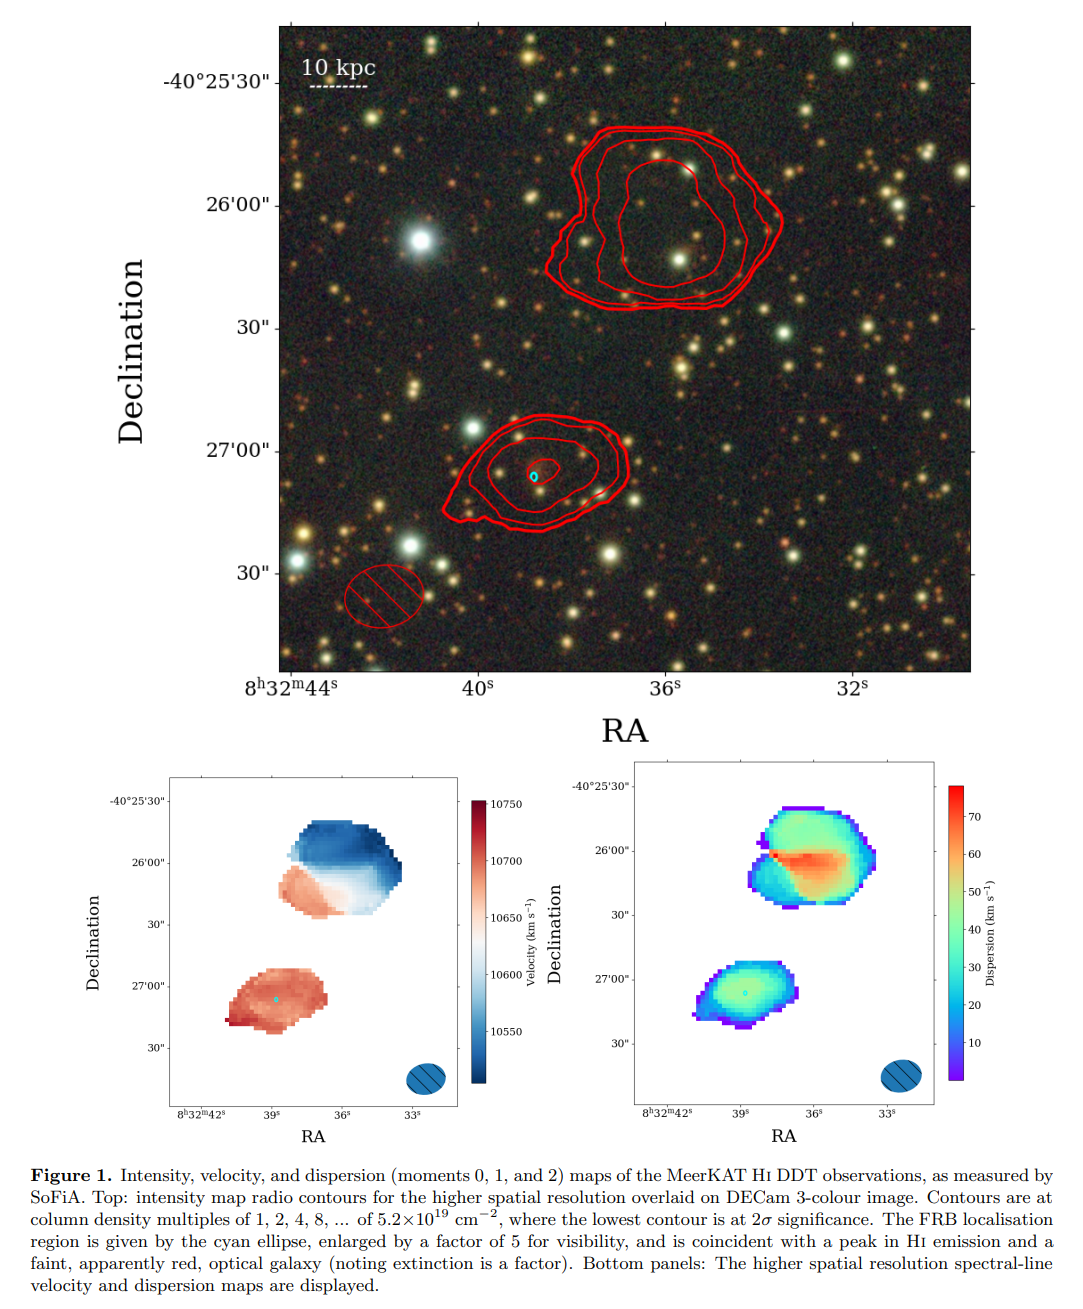 10 kpc
-40°25'30"
26'00"
30"
27'00"
30"
Declination
8ʰ32ᵐ44ˢ 40ˢ 36ˢ 32ˢ
RA
-40°25'30"
26'00"
30"
27'00"
30"
Declination
8ʰ32ᵐ42ˢ 39ˢ 36ˢ 33ˢ
RA
10750
10700
10650
10600
10550
Velocity (km s⁻¹)
-40°25'30"
26'00"
30"
27'00"
30"
Declination
8ʰ32ᵐ42ˢ 39ˢ 36ˢ 33ˢ
RA
70
60
50
40
30
20
10
Dispersion (km s⁻¹)
Figure 1. Intensity, velocity, and dispersion (moments 0, 1, and 2) maps of the MeerKAT HI DDT observations, as measured by
SoFiA. Top: intensity map radio contours for the higher spatial resolution overlaid on DECam 3-colour image. Contours are at
column density multiples of 1, 2, 4, 8, ... of 5.2×10¹⁹ cm⁻², where the lowest contour is at 2σ significance. The FRB localisation
region is given by the cyan ellipse, enlarged by a factor of 5 for visibility, and is coincident with a peak in HI emission and a
faint, apparently red, optical galaxy (noting extinction is a factor). Bottom panels: The higher spatial resolution spectral-line
velocity and dispersion maps are displayed.